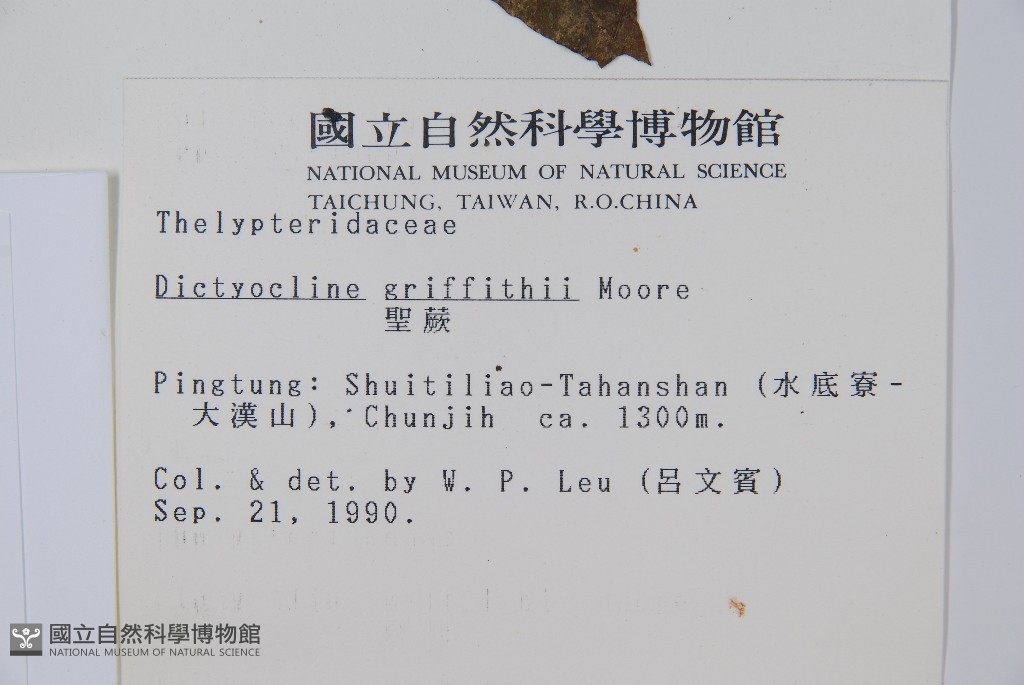 國立自然科學博物館
NATIONAL MUSEUM OF NATURAL SCIENCE
TAICHUNG, TAIWAN, R.O.CHINA
Thelypteridaceae
Dictyocline griffithii Moore
聖蕨
Pingtung: Shuitiliao-Tahanshan (水底寮-
大漢山), Chunjih ca. 1300m.
Col. & det. by W. P. Leu (呂文賓)
Sep. 21, 1990.
國立自然科學博物館
NATIONAL MUSEUM OF NATURAL SCIENCE